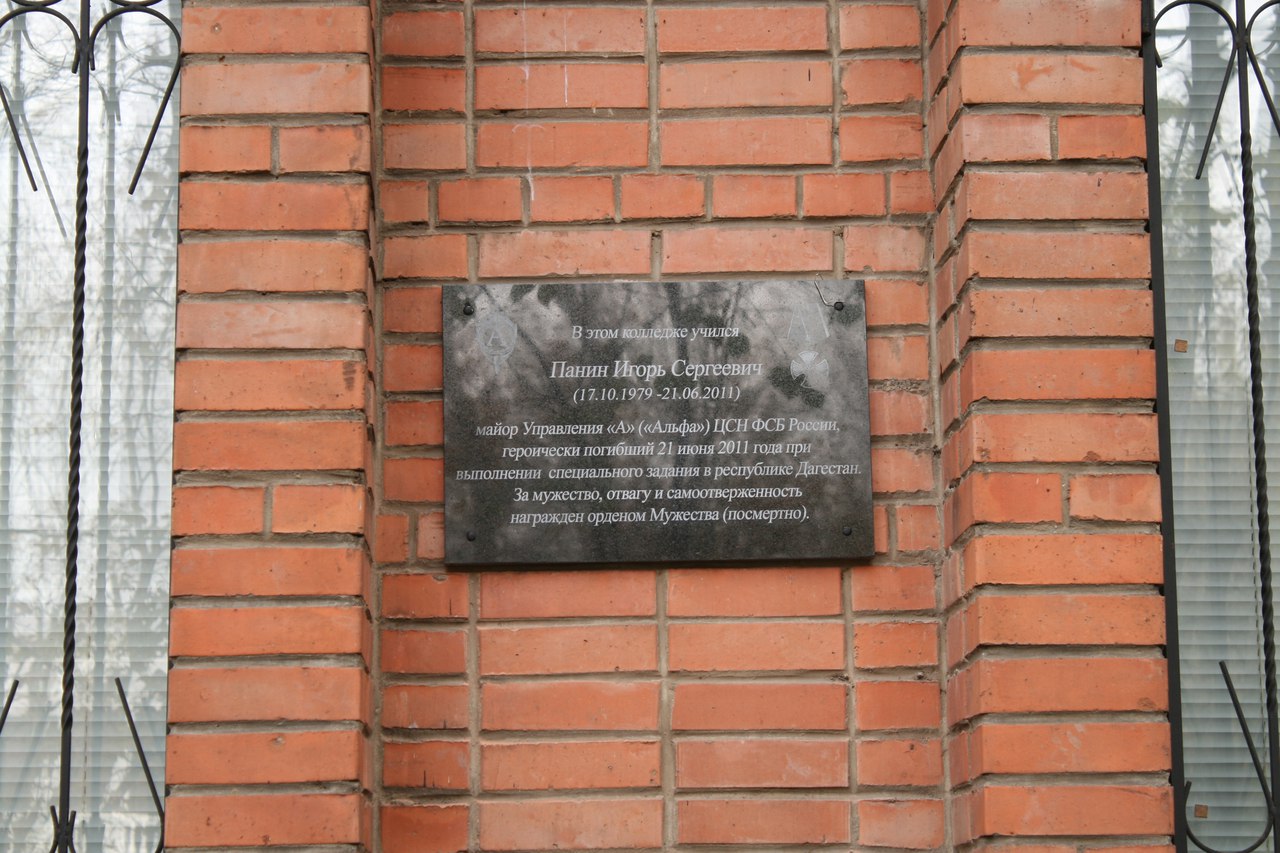 В этом колледже учился
Панин Игорь Сергеевич
(17.10.1979 -21.06.2011)
майор Управления «А» («Альфа») ЦСН ФСБ России,
героически погибший 21 июня 2011 года при
выполнении специального задания в республике Дагестан.
За мужество, отвагу и самоотверженность
награжден орденом Мужества (посмертно).